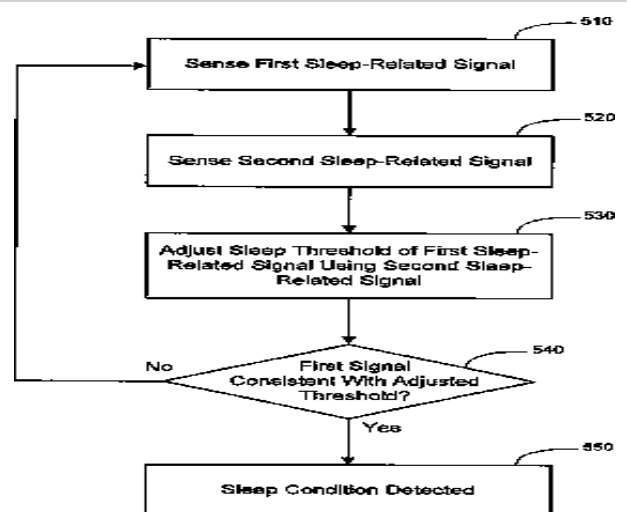 510
Sense First Sleep-Related Signal
520
Sense Second Sleep-Related Signal
530
Adjust Sleep Threshold of First Sleep-
Related Signal Using Second Sleep-
Related Signal
540
No
First Signal
Consistent With Adjusted
Threshold?
Yes
550
Sleep Condition Detected